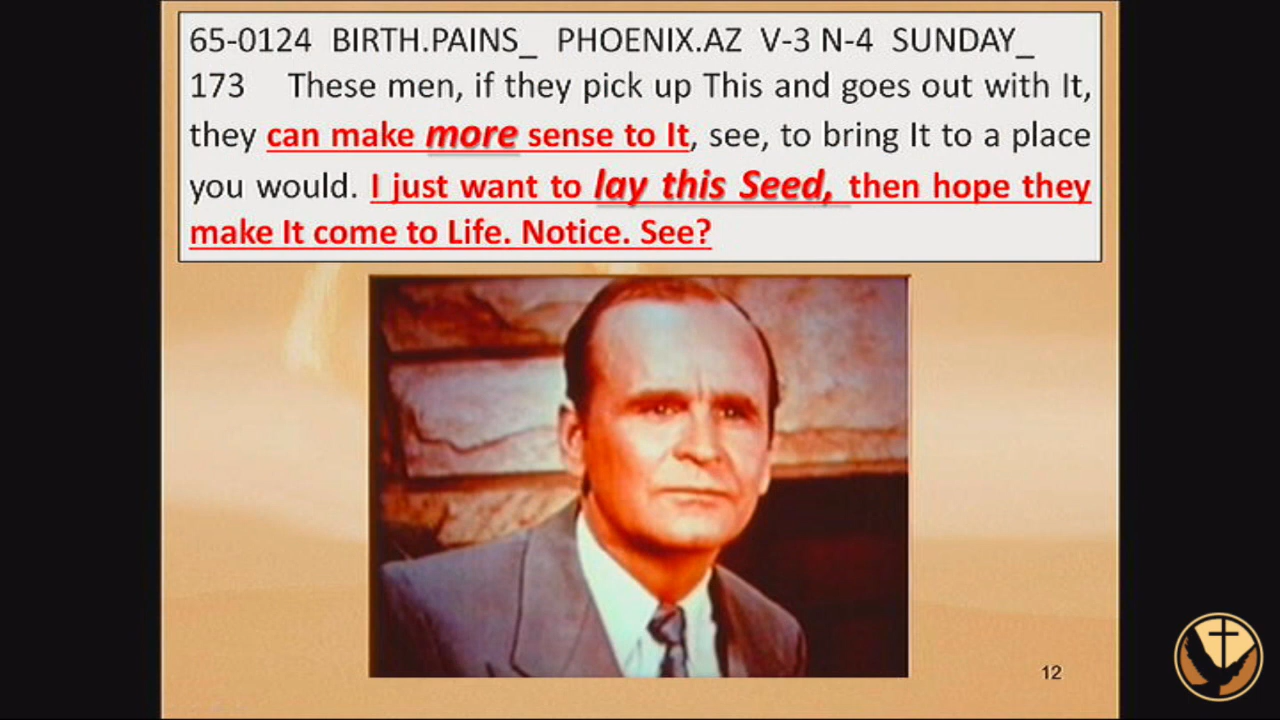 65-0124 BIRTH.PAINS_ PHOENIX.AZ V-3 N-4 SUNDAY_
173 These men, if they pick up This and goes out with It,
they can make more sense to It, see, to bring It to a place
you would. I just want to lay this Seed, then hope they
make It come to Life. Notice. See?
12